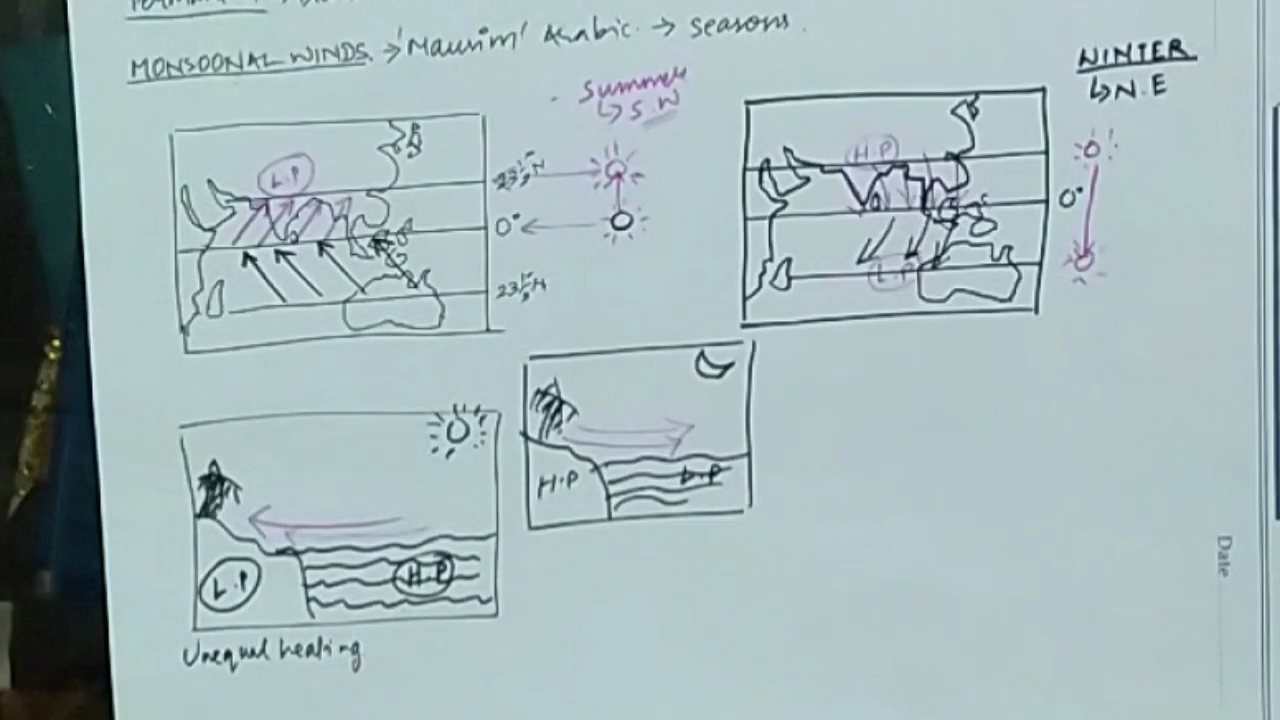 MONSOONAL WINDS → 'Mausim' Arabic → seasons.
Summer
↳ S.W
WINTER
↳ N.E
L.P
23½°N
0°
23½°N
H.P
0°
L.P
H.P
L.P
L.P
H.P
Unequal heating
Date